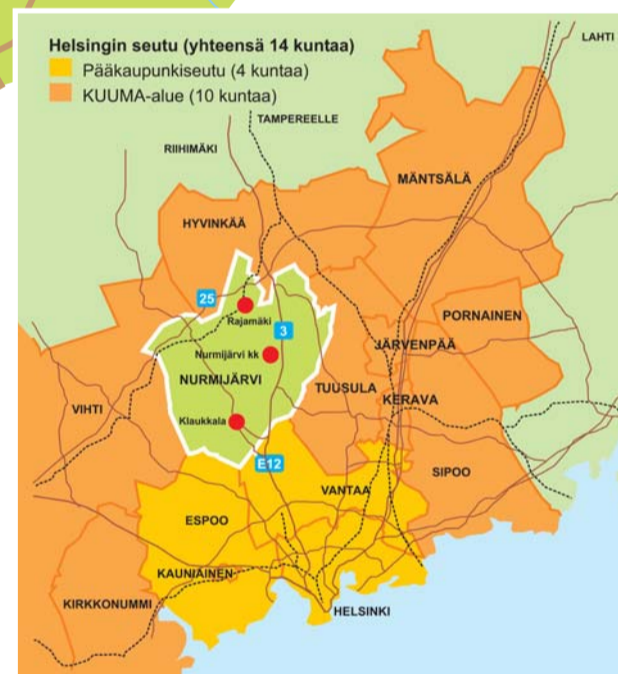 Helsingin seutu (yhteensä 14 kuntaa)
Pääkaupunkiseutu (4 kuntaa)
KUUMA-alue (10 kuntaa)
LAHTI
TAMPEREELLE
RIIHIMÄKI
MÄNTSÄLÄ
HYVINKÄÄ
25
Rajamäki
3
PORNAINEN
Nurmijärvi kk
JÄRVENPÄÄ
NURMIJÄRVI
TUUSULA
KERAVA
VIHTI
Klaukkala
E12
SIPOO
VANTAA
ESPOO
KAUNIAINEN
KIRKKONUMMI
HELSINKI